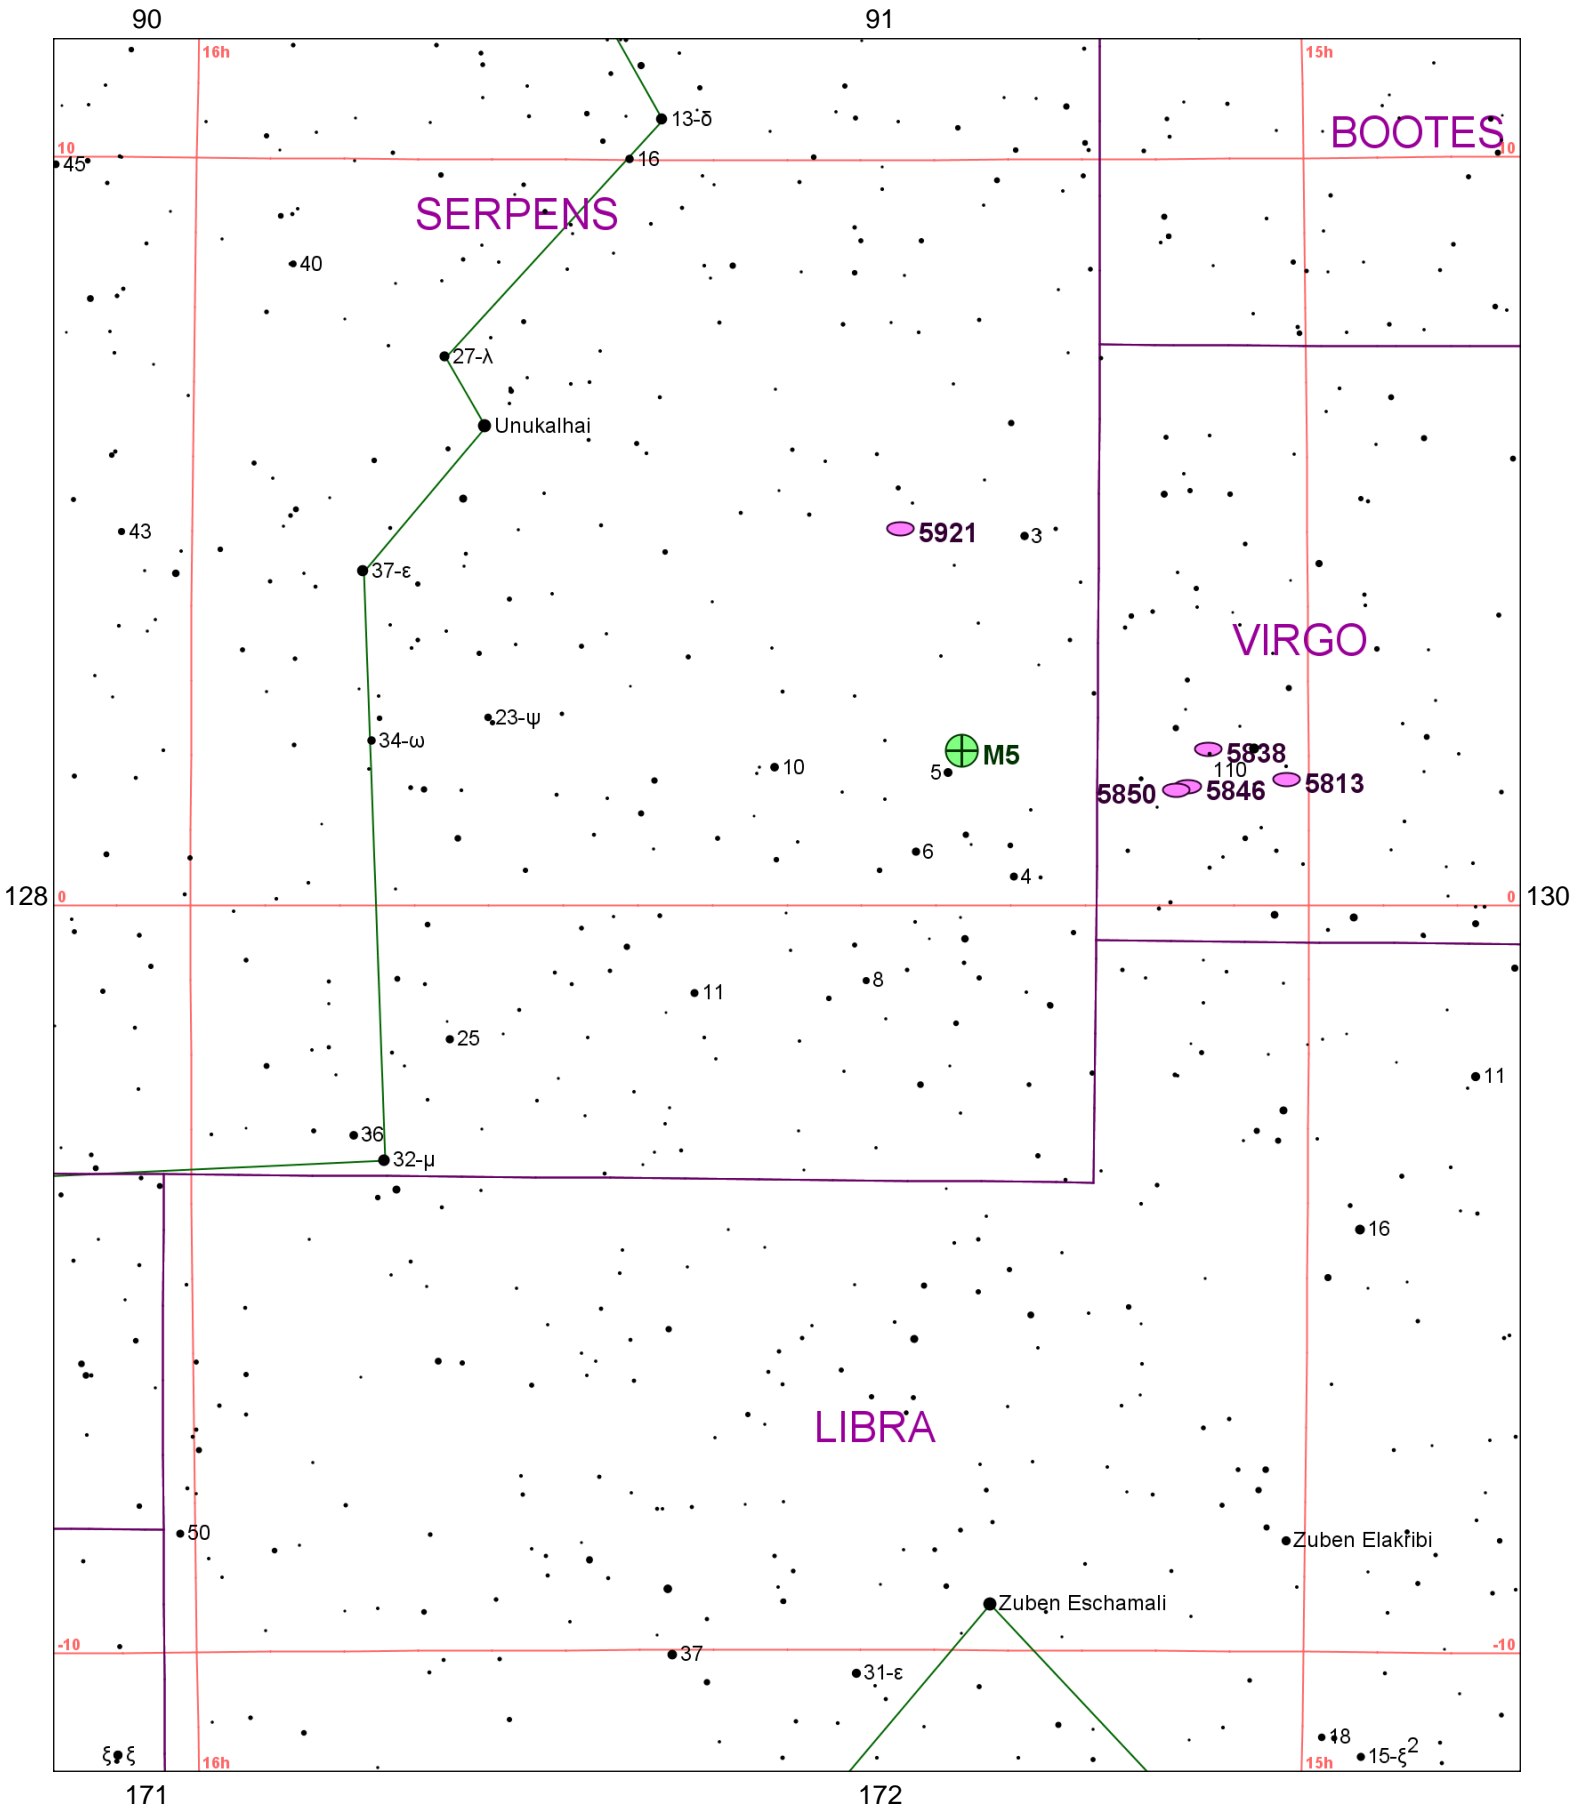 90 91
16h 15h
13-δ
BOOTES
10 45 16 10
SERPENS
40
27-λ
Unukalhai
43 5921 3
37-ε
VIRGO
23-ψ
34-ω M5 5838
10 5 110 5813
5850 5846
6
4
128 0 0 130
8
11
25
11
36
32-μ
16
LIBRA
50 Zuben Elakribi
Zuben Eschamali
-10 37 -10
31-ε
18
ξ ξ 15-ξ2
16h 15h
171 172